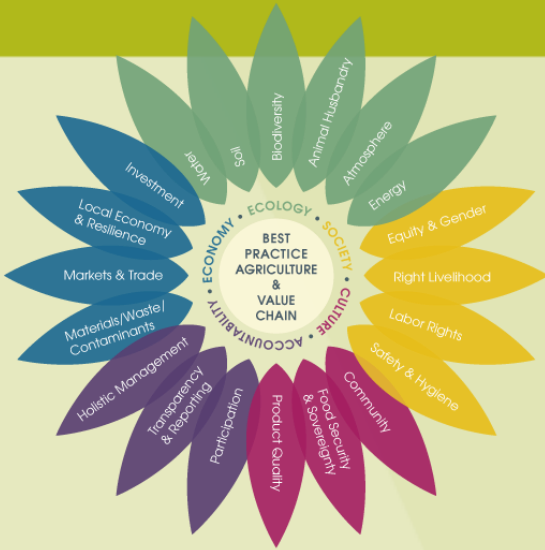 BEST
PRACTICE
AGRICULTURE
&
VALUE
CHAIN
ECOLOGY • SOCIETY • CULTURE • ACCOUNTABILITY • ECONOMY •
Water
Soil
Biodiversity
Animal Husbandry
Atmosphere
Energy
Equity & Gender
Right Livelihood
Labor Rights
Safety & Hygiene
Community
Food Security
& Sovereignty
Product Quality
Participation
Transparency
& Reporting
Holistic Management
Materials/Waste/
Contaminants
Markets & Trade
Local Economy
& Resilience
Investment